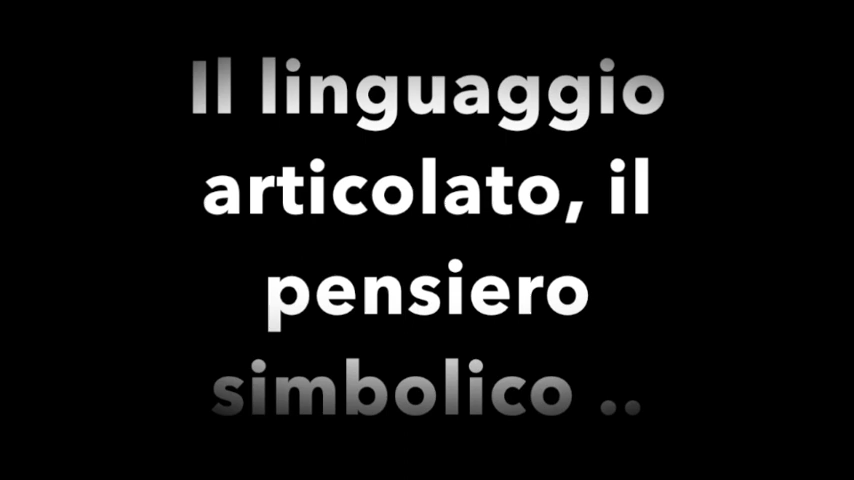 Il linguaggio
articolato, il
pensiero
simbolico ..